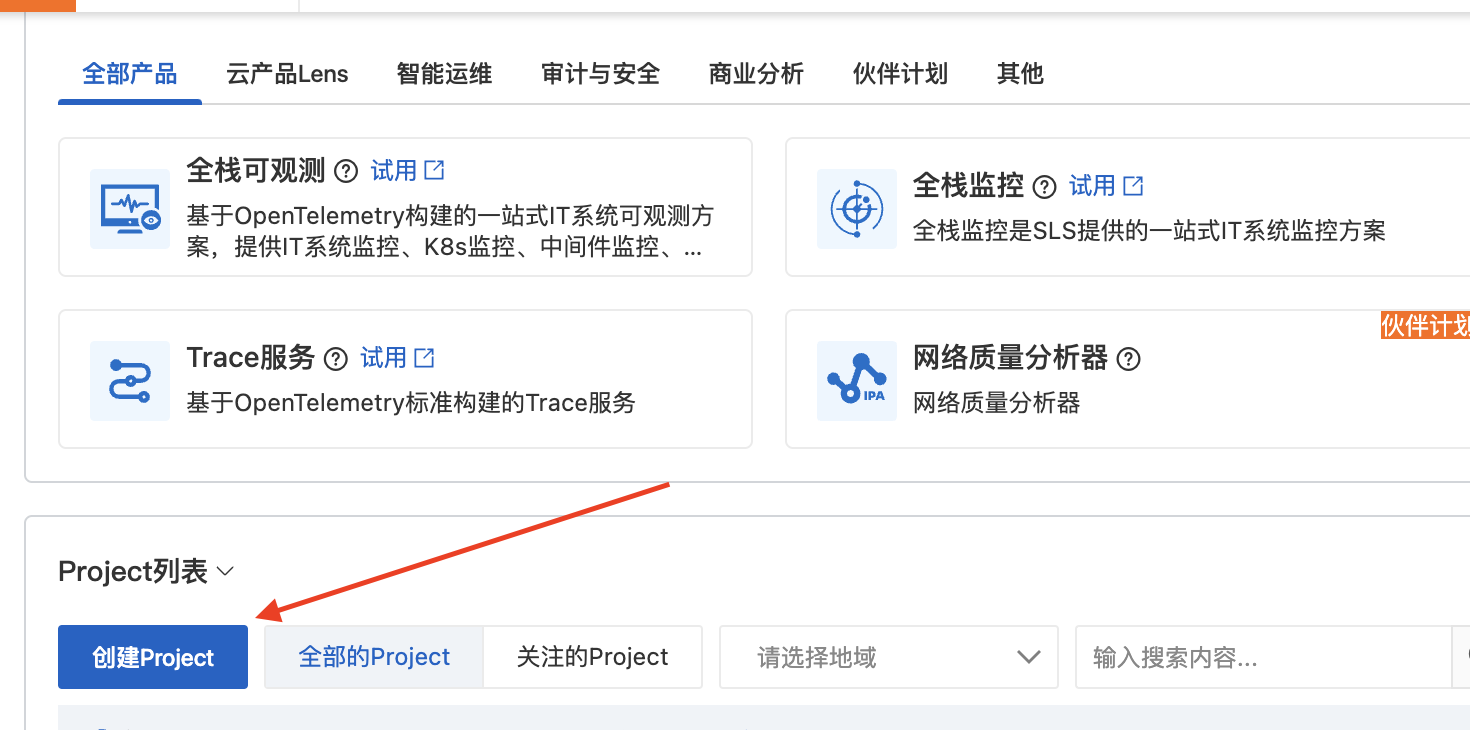 全部产品 云产品Lens 智能运维 审计与安全 商业分析 伙伴计划 其他
全栈可观测 试用
基于OpenTelemetry构建的一站式IT系统可观测方
案，提供IT系统监控、K8s监控、中间件监控、...
全栈监控 试用
全栈监控是SLS提供的一站式IT系统监控方案
Trace服务 试用
基于OpenTelemetry标准构建的Trace服务
伙伴计划
IPA
网络质量分析器
网络质量分析器
Project列表
创建Project 全部的Project 关注的Project 请选择地域 输入搜索内容...